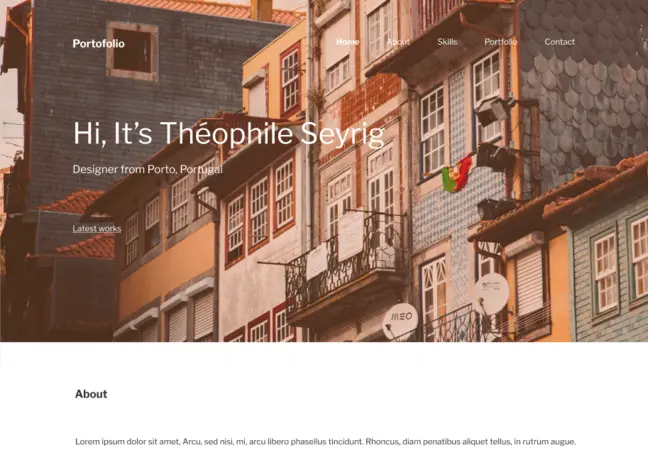 Portofolio
Home About Skills Portfolio Contact
Hi, It's Théophile Seyrig
Designer from Porto, Portugal
Latest works
MEO
About
Lorem ipsum dolor sit amet, Arcu, sed nisi, mi, arcu libero phasellus tincidunt. Rhoncus, diam penatibus aliquet tellus, in rutrum augue.